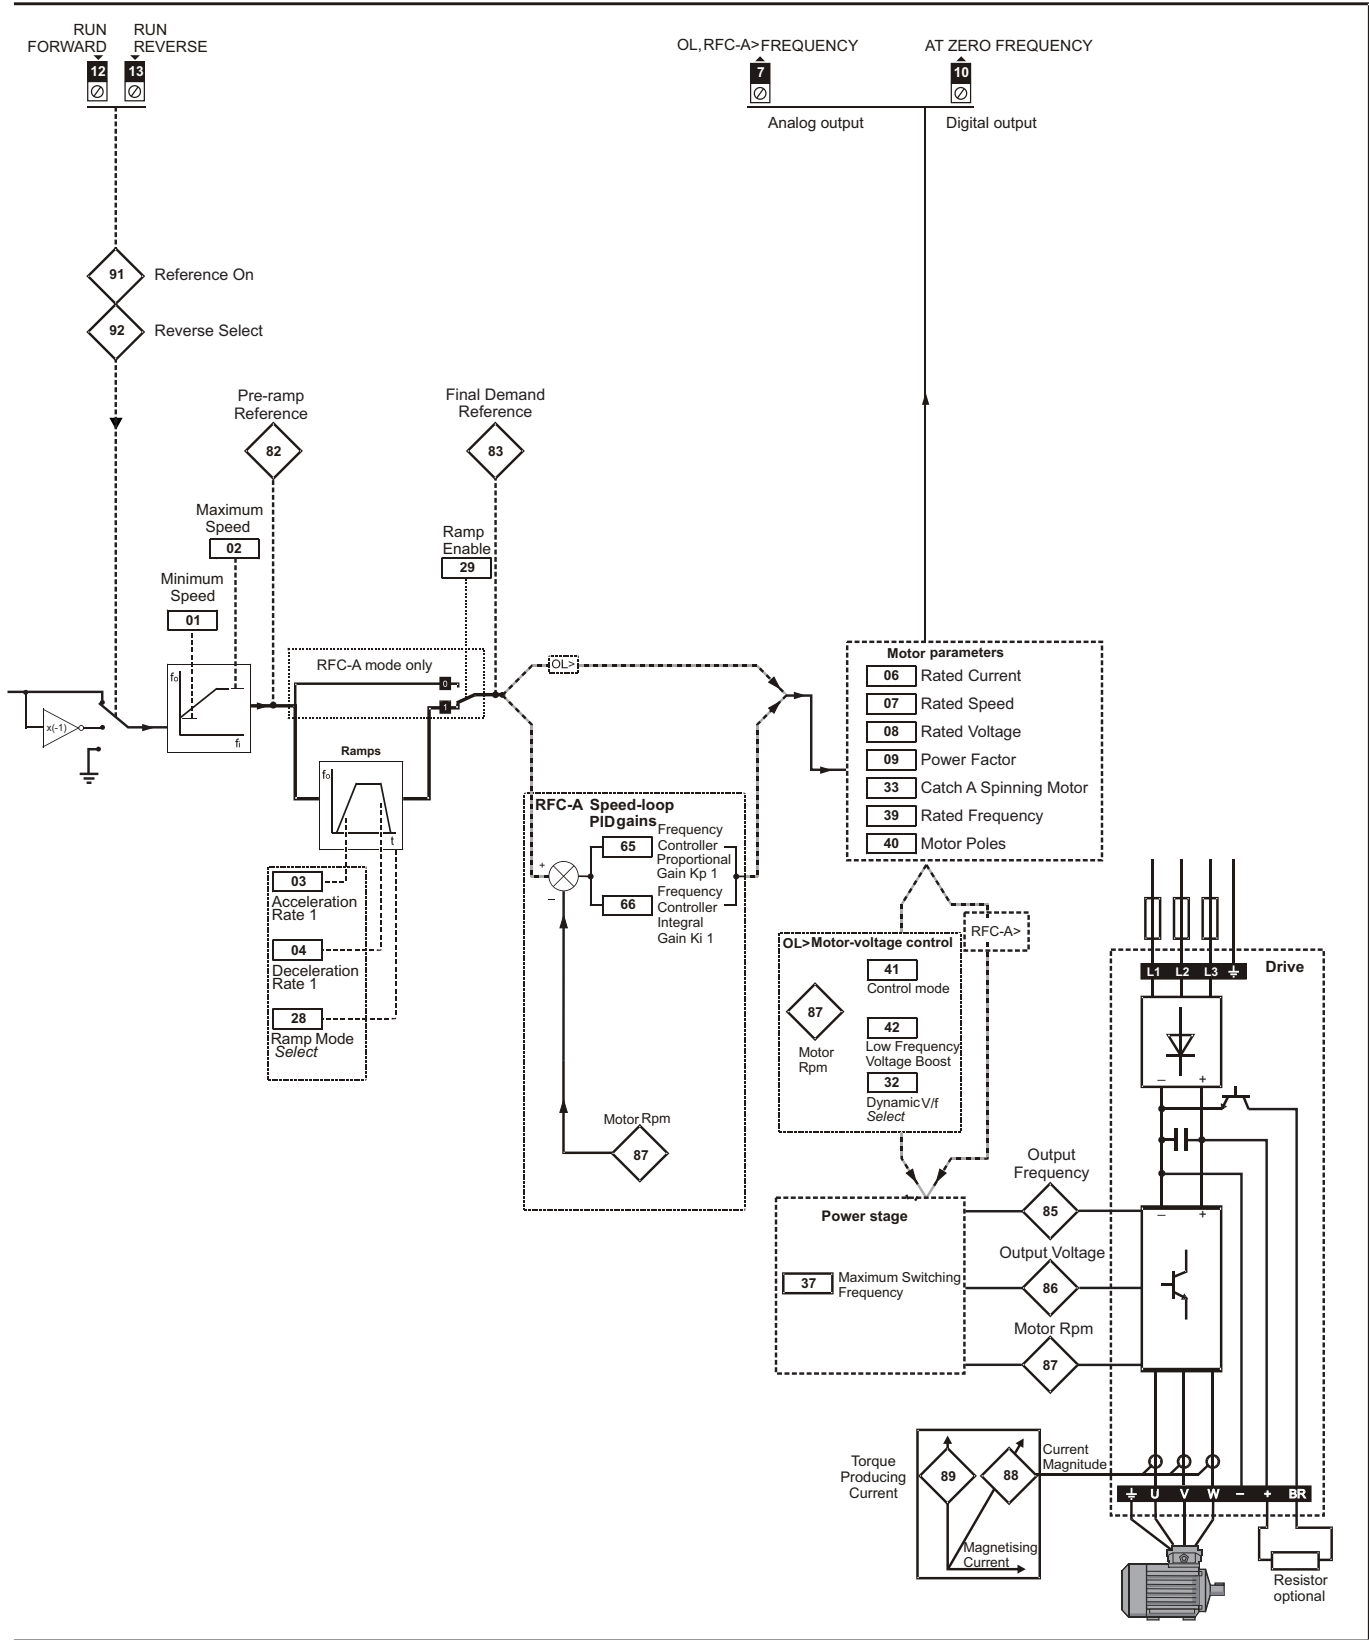 RUN
FORWARD
RUN
REVERSE
12
13
OL, RFC-A>FREQUENCY
7
Analog output
AT ZERO FREQUENCY
10
Digital output
91
Reference On
92
Reverse Select
Pre-ramp
Reference
82
Final Demand
Reference
83
Maximum
Speed
02
Minimum
Speed
01
Ramp
Enable
29
x(-1)
fo
fi
RFC-A mode only
0
1
OL>
Ramps
fo
t
03
Acceleration
Rate 1
04
Deceleration
Rate 1
28
Ramp Mode
Select
RFC-A Speed-loop
PID gains
+
–
65
Frequency
Controller
Proportional
Gain Kp 1
66
Frequency
Controller
Integral
Gain Ki 1
Motor Rpm
87
Motor parameters
06 Rated Current
07 Rated Speed
08 Rated Voltage
09 Power Factor
33 Catch A Spinning Motor
39 Rated Frequency
40 Motor Poles
RFC-A>
OL>Motor-voltage control
41
Control mode
87
Motor
Rpm
42
Low Frequency
Voltage Boost
32
Dynamic V/f
Select
Power stage
37
Maximum Switching
Frequency
Output
Frequency
85
Output Voltage
86
Motor Rpm
87
L1 L2 L3
Drive
– +
– +
Torque
Producing
Current
89
88
Current
Magnitude
Magnetising
Current
U V W – + BR
Resistor
optional